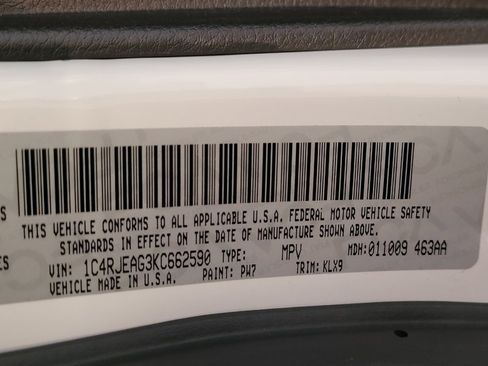 S
THIS VEHICLE CONFORMS TO ALL APPLICABLE U.S.A. FEDERAL MOTOR VEHICLE SAFETY
STANDARDS IN EFFECT ON THE DATE OF MANUFACTURE SHOWN ABOVE.
ES
VIN: 1C4RJEAG3KC662590 TYPE: MPV MDH: 011009 463AA
VEHICLE MADE IN U.S.A. PAINT: PW7 TRIM: KLX9